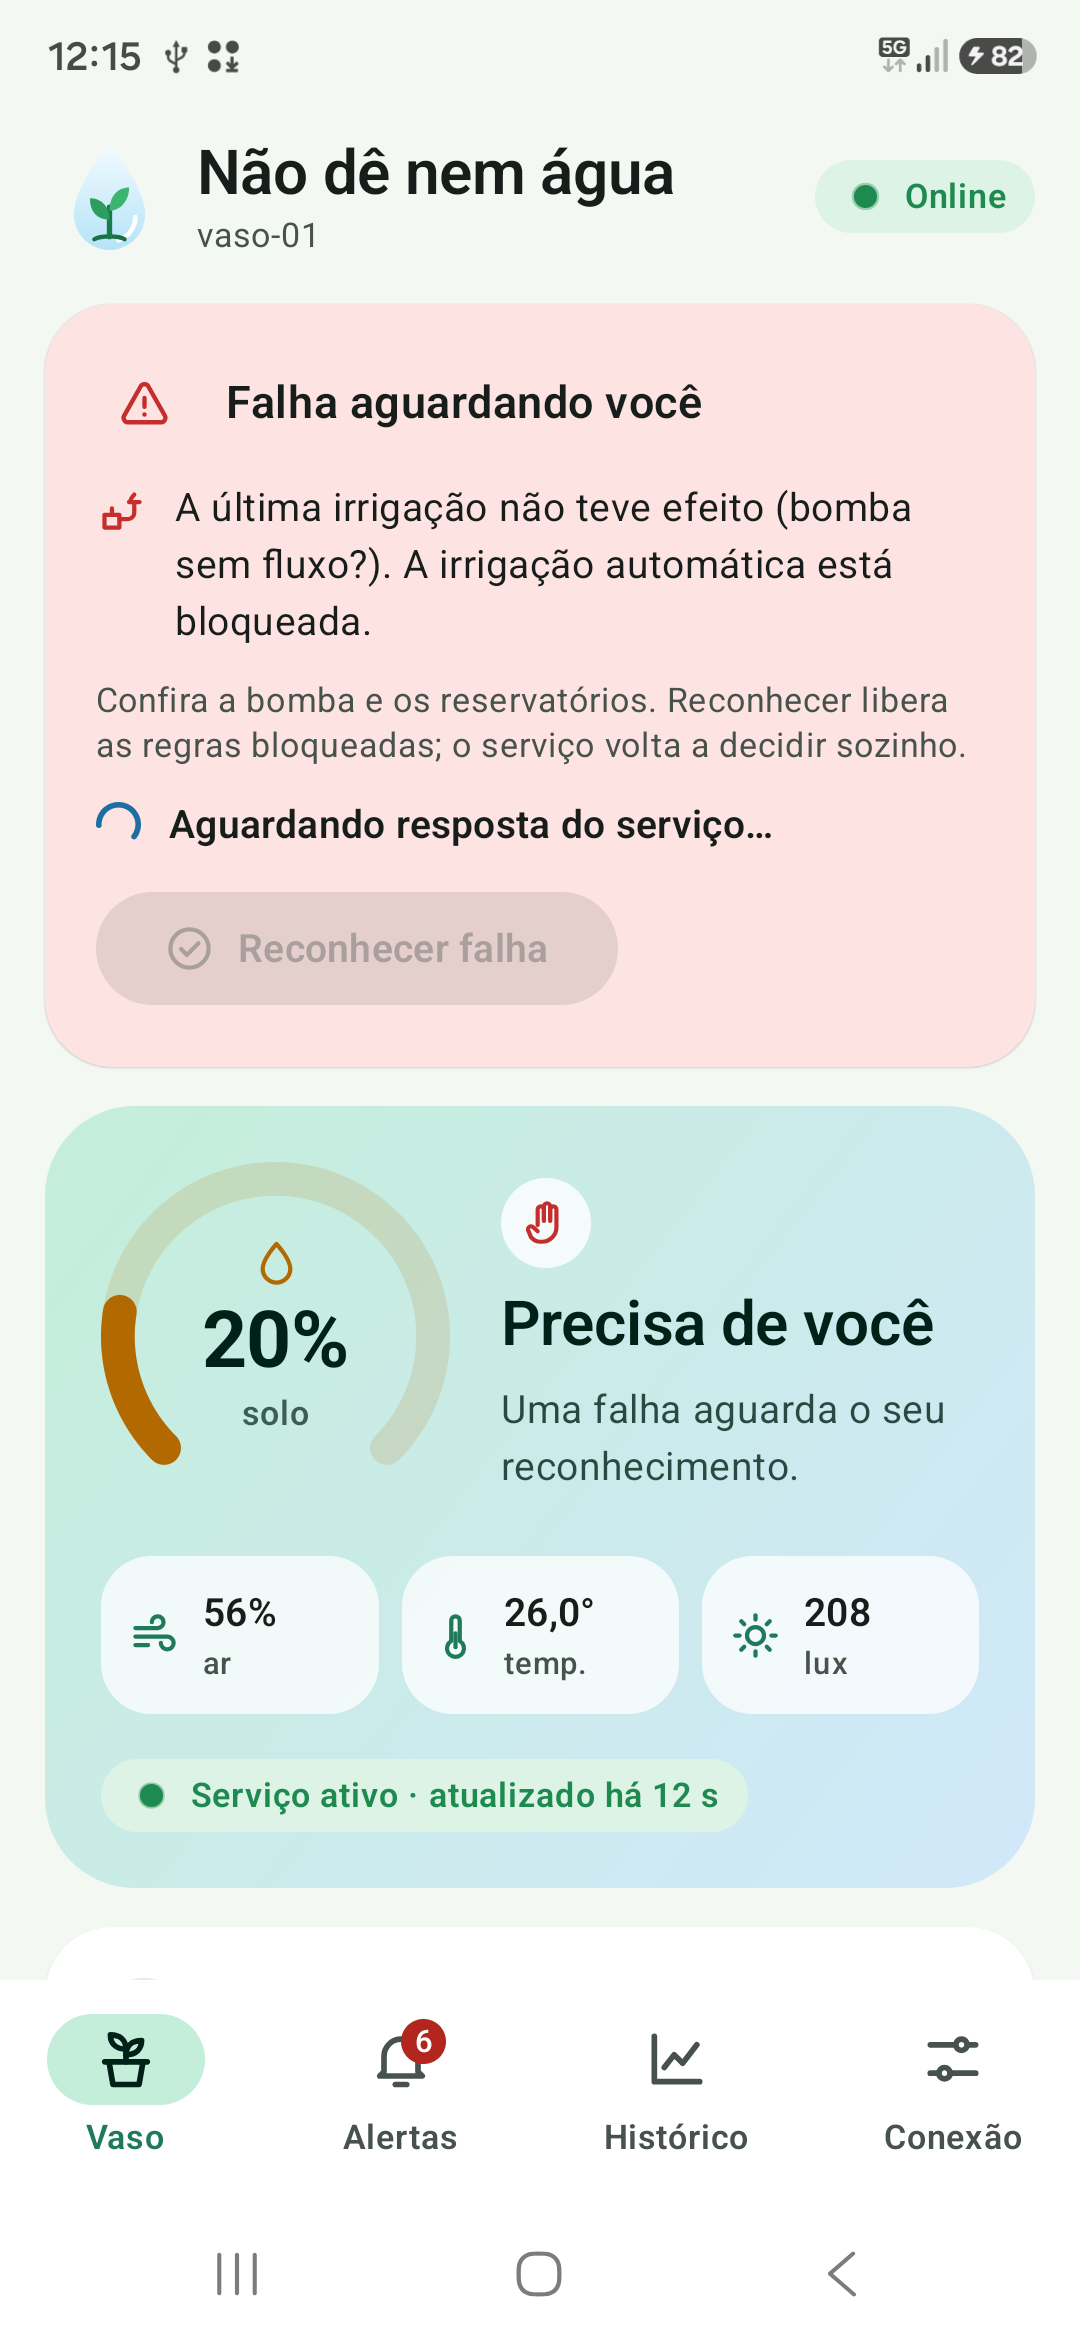 12:15
5G
82
Não dê nem água
vaso-01
Online
Falha aguardando você
A última irrigação não teve efeito (bomba
sem fluxo?). A irrigação automática está
bloqueada.
Confira a bomba e os reservatórios. Reconhecer libera
as regras bloqueadas; o serviço volta a decidir sozinho.
Aguardando resposta do serviço…
Reconhecer falha
20%
solo
Precisa de você
Uma falha aguarda o seu
reconhecimento.
56%
ar
26,0°
temp.
208
lux
Serviço ativo · atualizado há 12 s
6
Vaso
Alertas
Histórico
Conexão